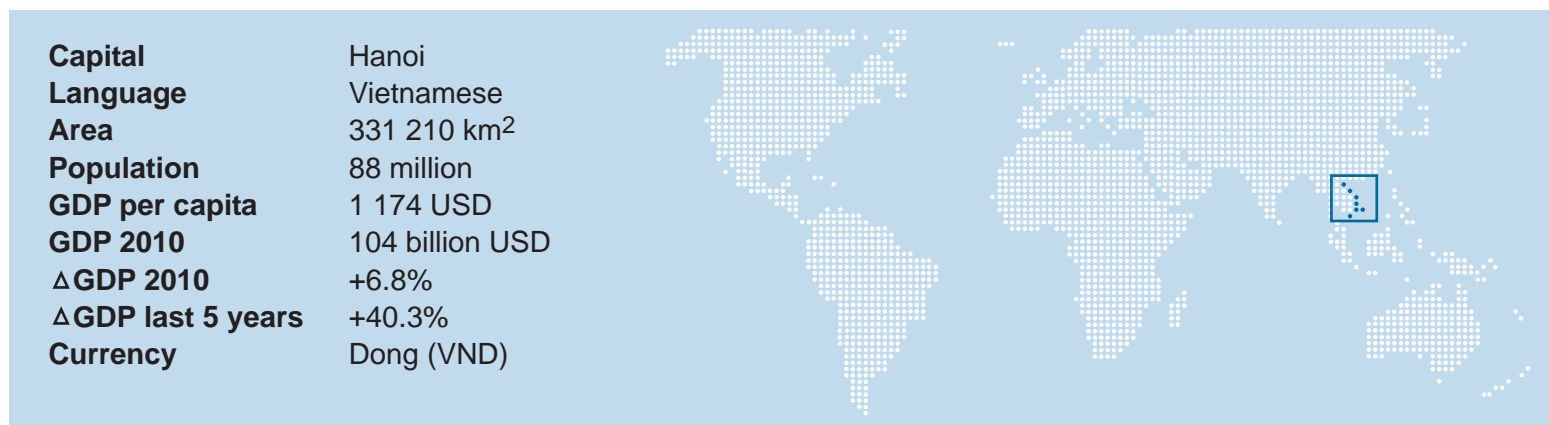 Capital Hanoi
Language Vietnamese
Area 331 210 km2
Population 88 million
GDP per capita 1 174 USD
GDP 2010 104 billion USD
△GDP 2010 +6.8%
△GDP last 5 years +40.3%
Currency Dong (VND)